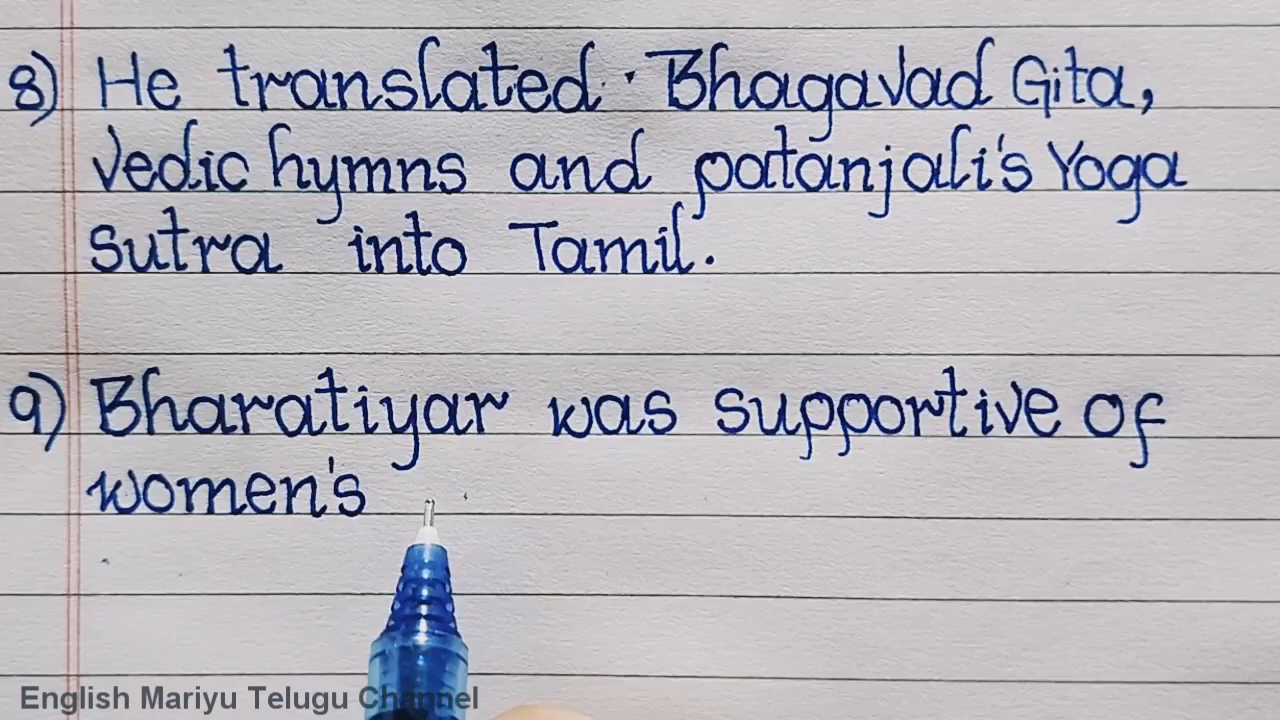 8) He translated. Bhagavad Gita,
Vedic hymns and patanjali's Yoga
Sutra into Tamil.
9) Bharatiyar was supportive of
women's
English Mariyu Telugu Channel